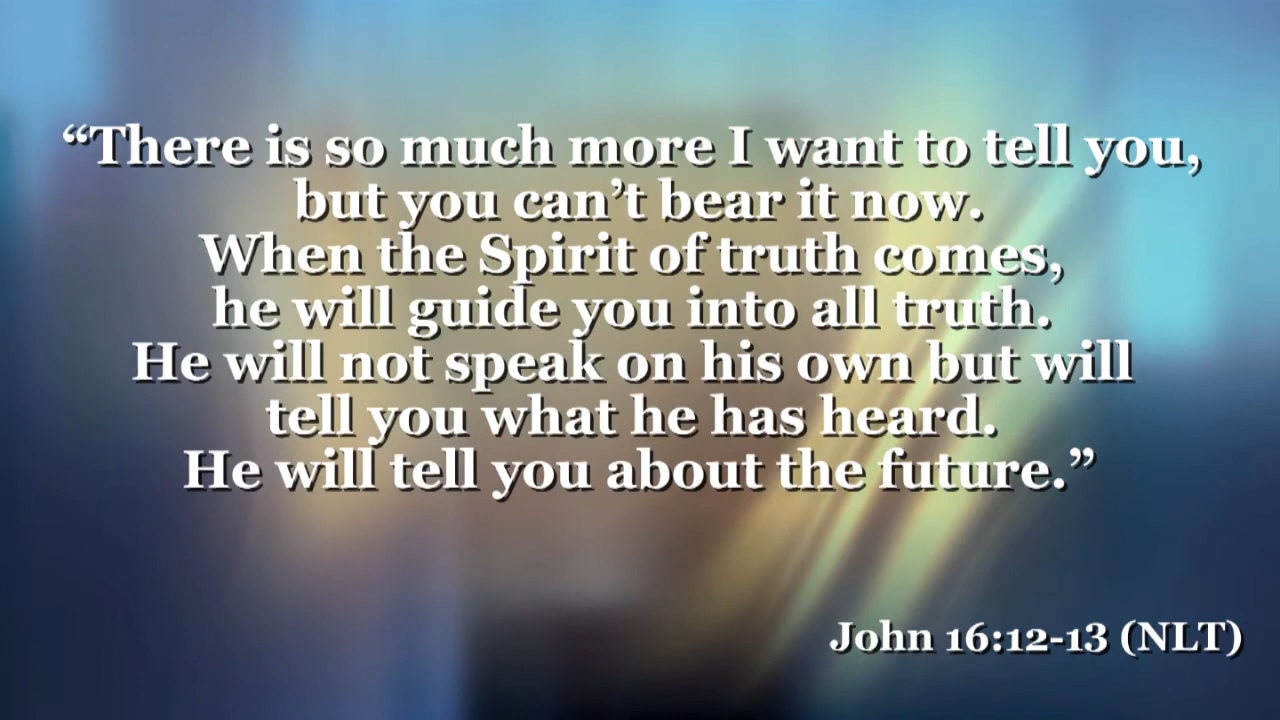 “There is so much more I want to tell you,
but you can’t bear it now.
When the Spirit of truth comes,
he will guide you into all truth.
He will not speak on his own but will
tell you what he has heard.
He will tell you about the future.”
John 16:12-13 (NLT)